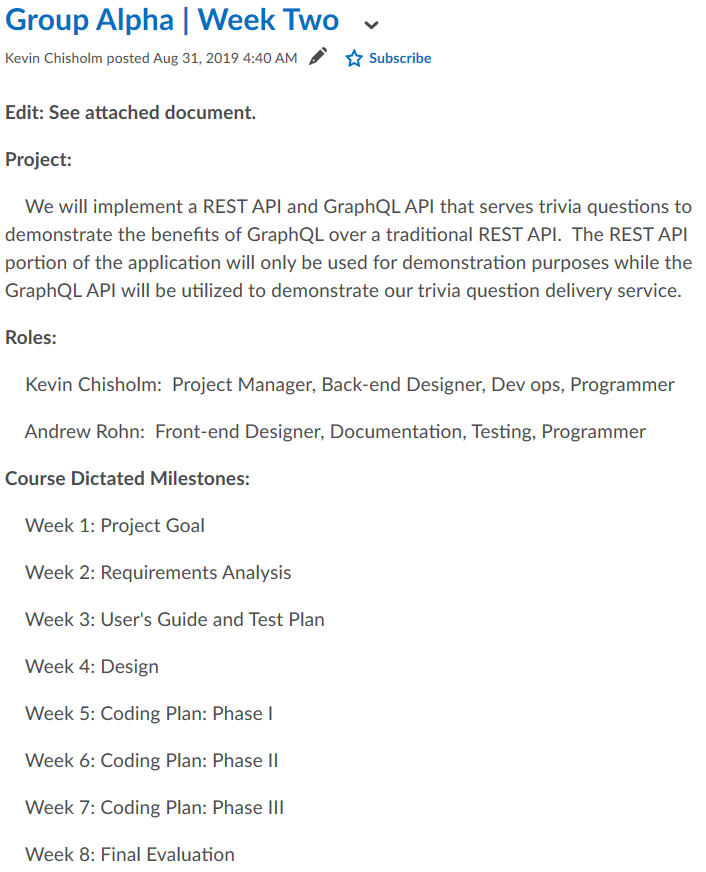 Group Alpha | Week Two
Kevin Chisholm posted Aug 31, 2019 4:40 AM Subscribe
Edit: See attached document.
Project:
We will implement a REST API and GraphQL API that serves trivia questions to
demonstrate the benefits of GraphQL over a traditional REST API.  The REST API
portion of the application will only be used for demonstration purposes while the
GraphQL API will be utilized to demonstrate our trivia question delivery service.
Roles:
Kevin Chisholm:  Project Manager, Back-end Designer, Dev ops, Programmer
Andrew Rohn:  Front-end Designer, Documentation, Testing, Programmer
Course Dictated Milestones:
Week 1: Project Goal
Week 2: Requirements Analysis
Week 3: User's Guide and Test Plan
Week 4: Design
Week 5: Coding Plan: Phase I
Week 6: Coding Plan: Phase II
Week 7: Coding Plan: Phase III
Week 8: Final Evaluation